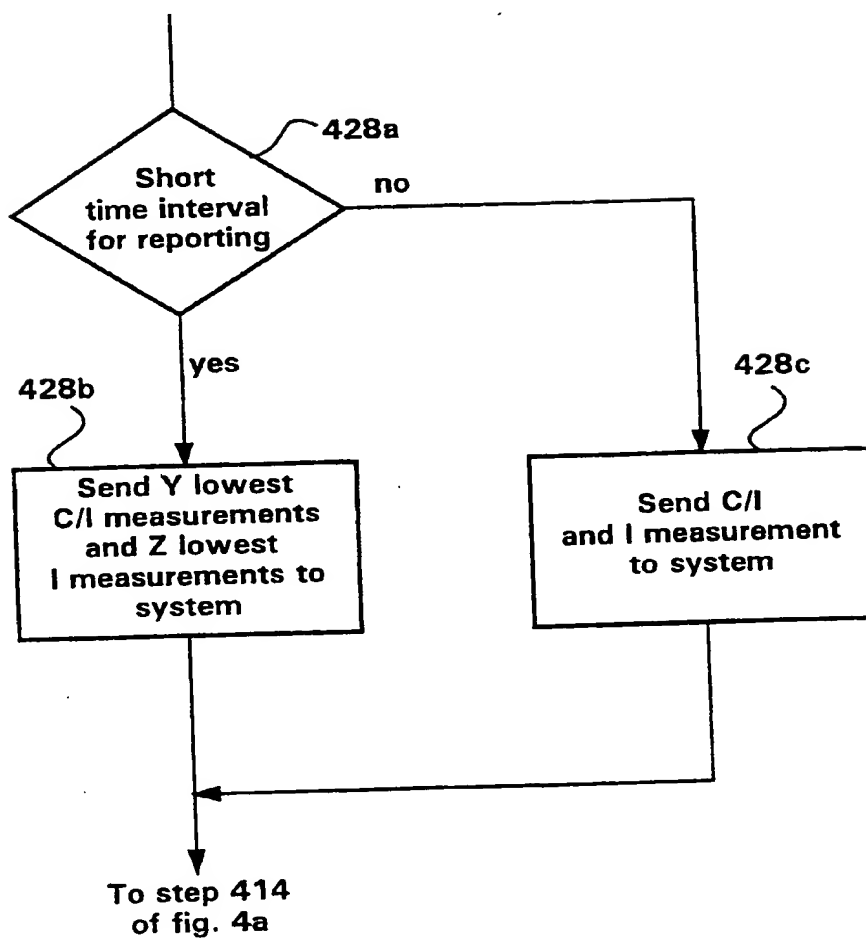 428a
Short
time interval
for reporting
no
yes
428b
428c
Send Y lowest
C/I measurements
and Z lowest
I measurements to
system
Send C/I
and I measurement
to system
To step 414
of fig. 4a